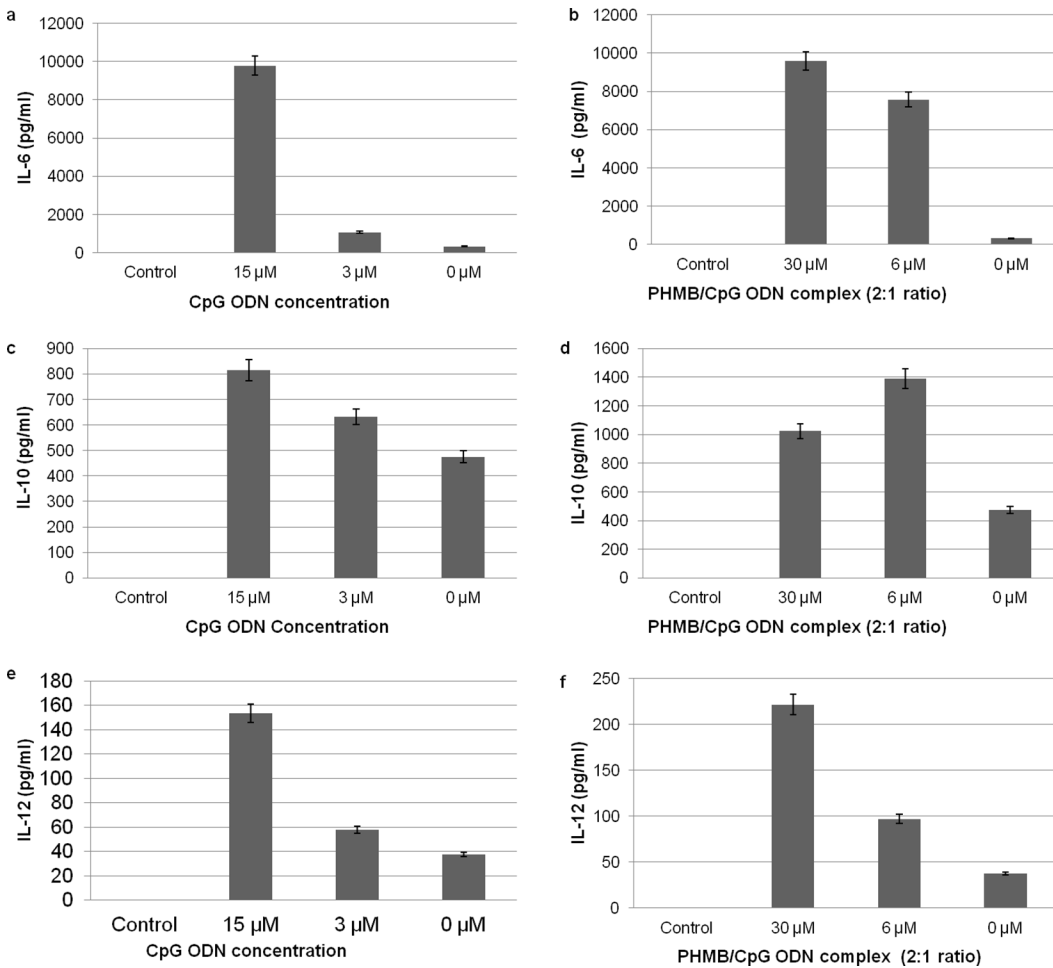 a
12000
10000
8000
6000
4000
2000
0
IL-6 (pg/ml)
Control 15 µM 3 µM 0 µM
CpG ODN concentration
b
12000
10000
8000
6000
4000
2000
0
IL-6 (pg/ml)
Control 30 µM 6 µM 0 µM
PHMB/CpG ODN complex (2:1 ratio)
c
900
800
700
600
500
400
300
200
100
0
IL-10 (pg/ml)
Control 15 µM 3 µM 0 µM
CpG ODN Concentration
d
1600
1400
1200
1000
800
600
400
200
0
IL-10 (pg/ml)
Control 30 µM 6 µM 0 µM
PHMB/CpG ODN complex (2:1 ratio)
e
180
160
140
120
100
80
60
40
20
0
IL-12 (pg/ml)
Control 15 µM 3 µM 0 µM
CpG ODN concentration
f
250
200
150
100
50
0
IL-12 (pg/ml)
Control 30 µM 6 µM 0 µM
PHMB/CpG ODN complex (2:1 ratio)